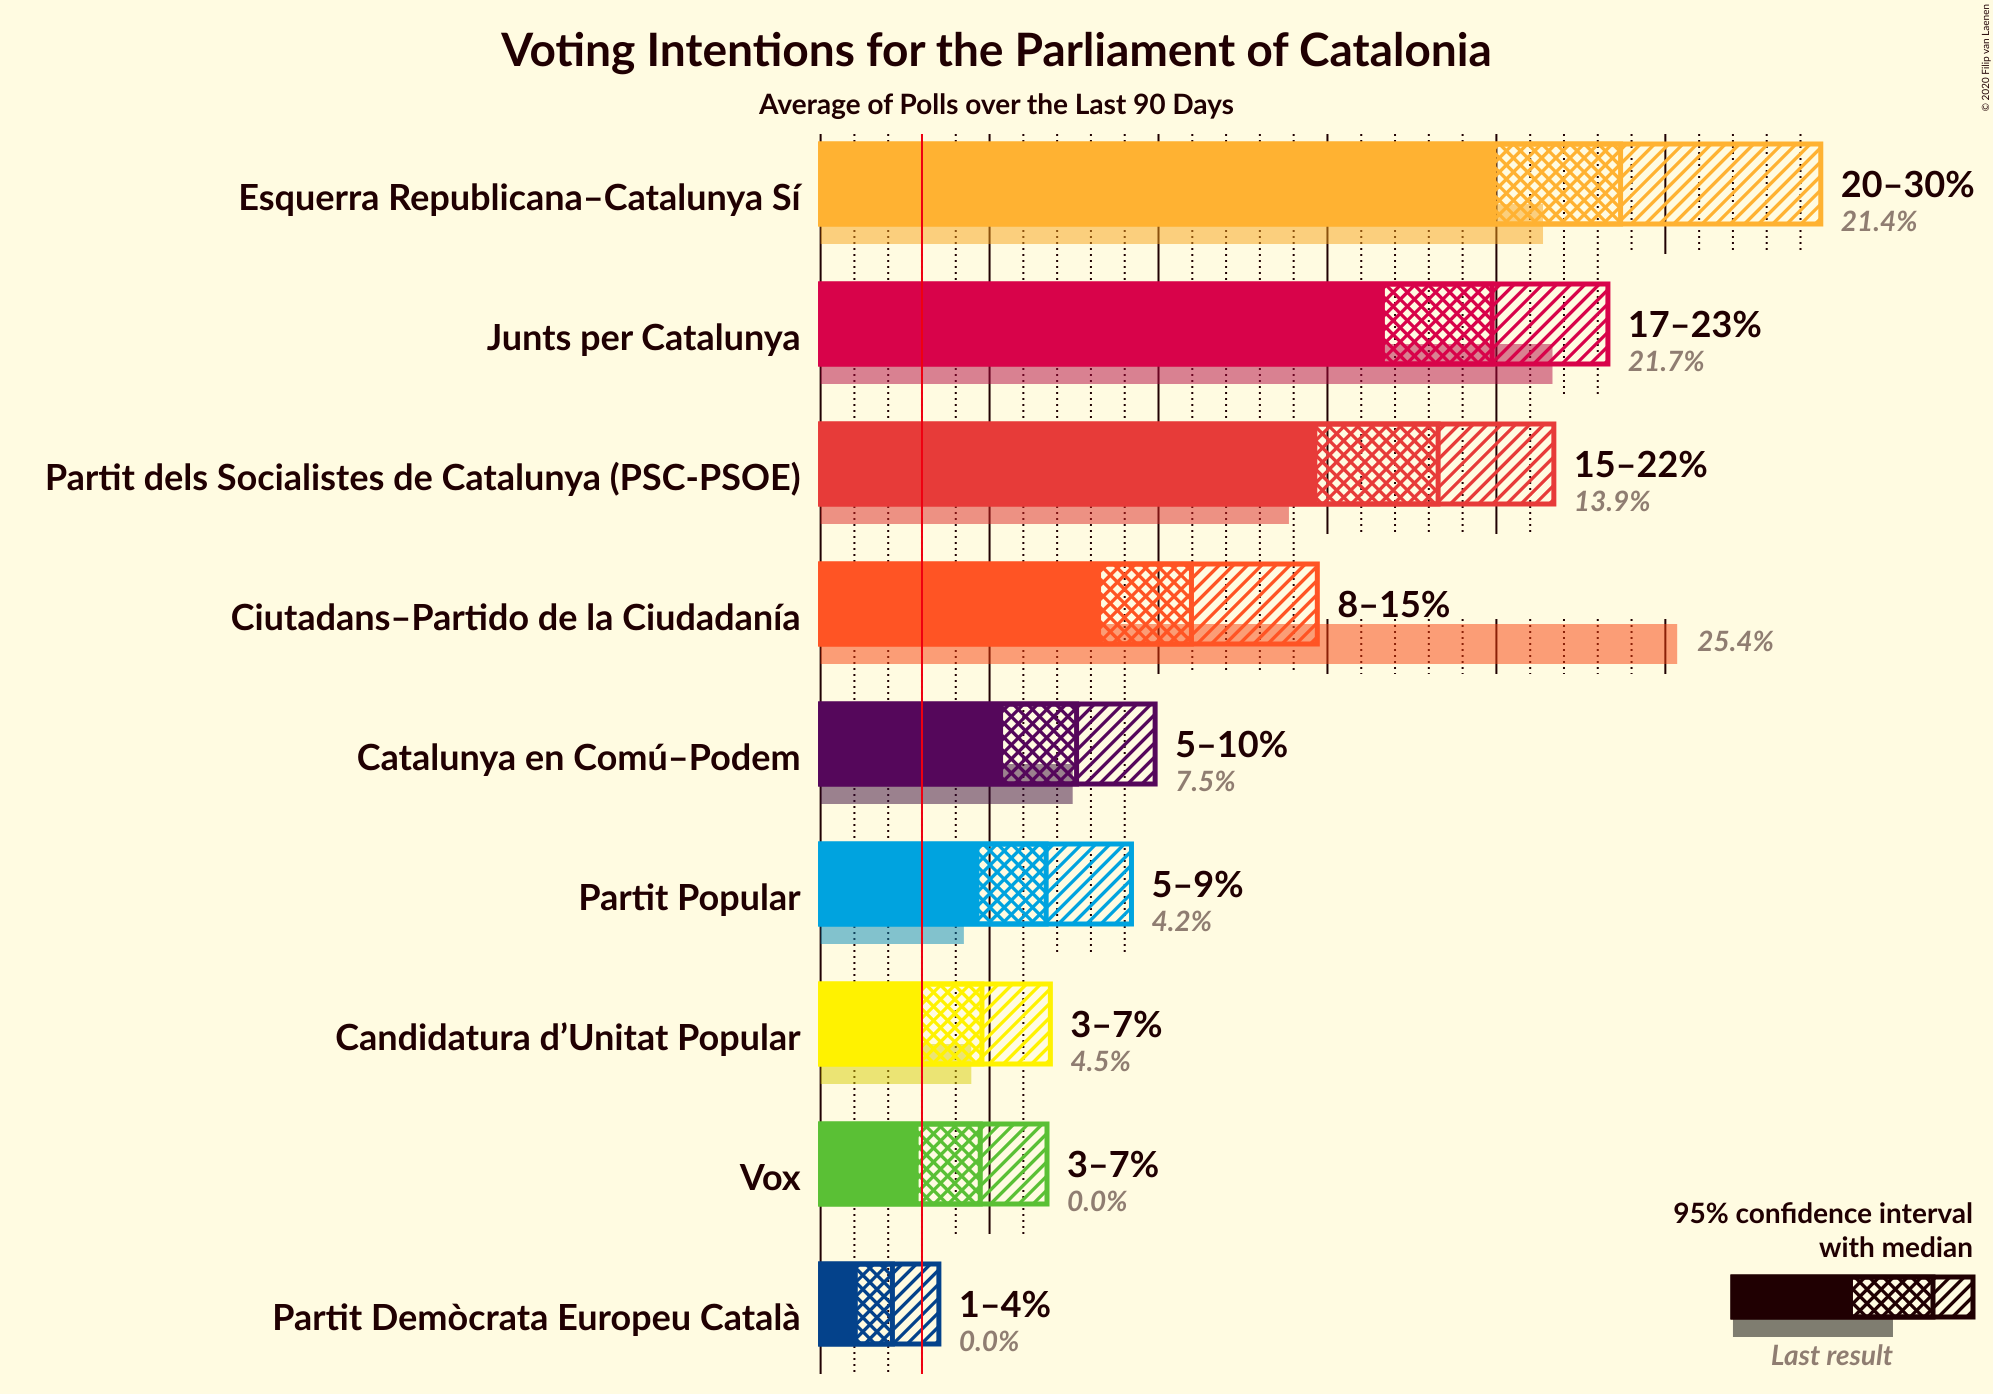 Voting Intentions for the Parliament of Catalonia
Average of Polls over the Last 90 Days
© 2020 Filip van Laenen
Esquerra Republicana–Catalunya Sí
20–30%
21.4%
Junts per Catalunya
17–23%
21.7%
Partit dels Socialistes de Catalunya (PSC-PSOE)
15–22%
13.9%
Ciutadans–Partido de la Ciudadanía
8–15%
25.4%
Catalunya en Comú–Podem
5–10%
7.5%
Partit Popular
5–9%
4.2%
Candidatura d’Unitat Popular
3–7%
4.5%
Vox
3–7%
0.0%
Partit Demòcrata Europeu Català
1–4%
0.0%
95% confidence interval
with median
Last result